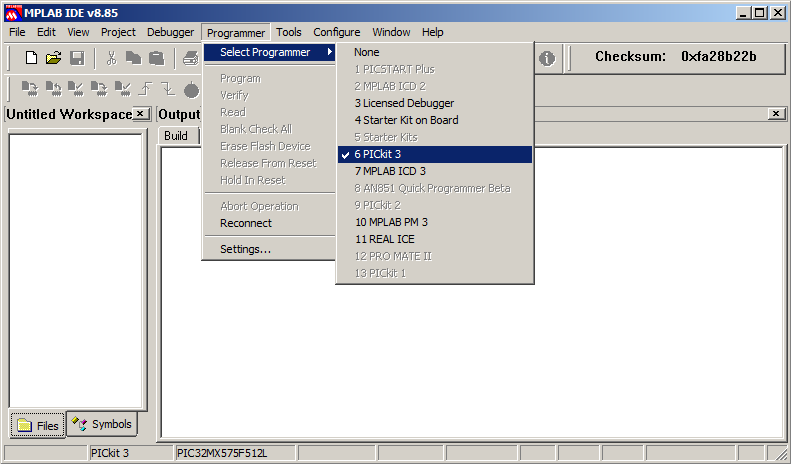 MPLAB IDE v8.85
File Edit View Project Debugger Programmer Tools Configure Window Help
Checksum: 0xfa28b22b
Untitled Workspace
Output
Build
Select Programmer
Program
Verify
Read
Blank Check All
Erase Flash Device
Release From Reset
Hold In Reset
Abort Operation
Reconnect
Settings...
None
1 PICSTART Plus
2 MPLAB ICD 2
3 Licensed Debugger
4 Starter Kit on Board
5 Starter Kits
6 PICkit 3
7 MPLAB ICD 3
8 AN851 Quick Programmer Beta
9 PICkit 2
10 MPLAB PM 3
11 REAL ICE
12 PRO MATE II
13 PICkit 1
Files Symbols
PICkit 3 PIC32MX575F512L